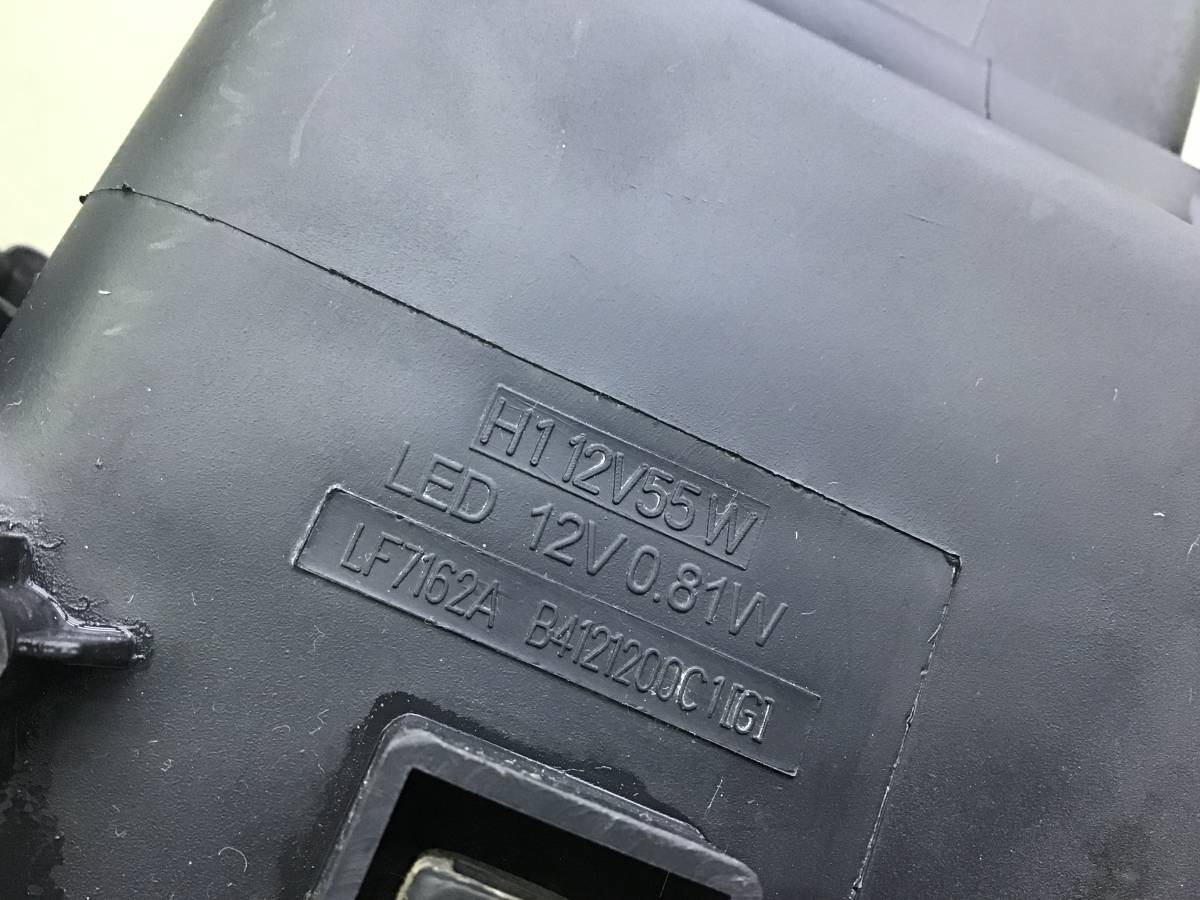 H1 12V55W
LED 12V 0.81W
LF7162A B4121200C1[G]